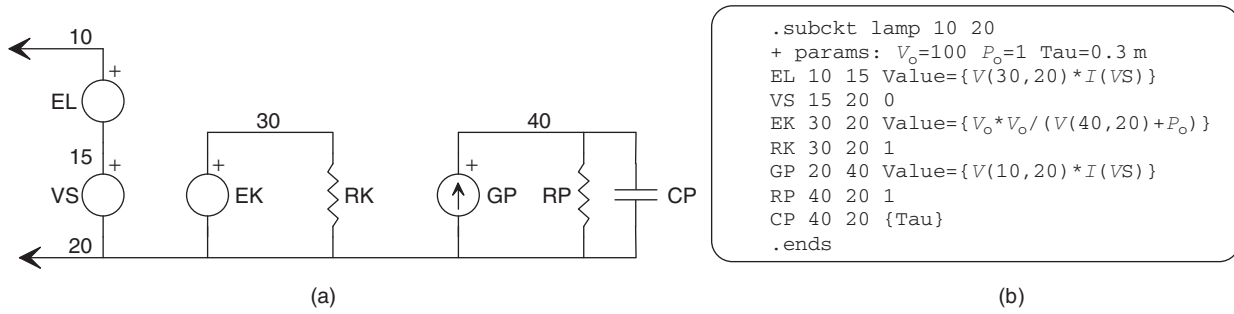 10
EL
15
VS
20
30
EK
RK
40
GP
RP
CP
(a)
.subckt lamp 10 20
+ params: Vo=100 Po=1 Tau=0.3 m
EL 10 15 Value={V(30,20)*I(VS)}
VS 15 20 0
EK 30 20 Value={Vo*Vo/(V(40,20)+Po)}
RK 30 20 1
GP 20 40 Value={V(10,20)*I(VS)}
RP 40 20 1
CP 40 20 {Tau}
.ends
(b)